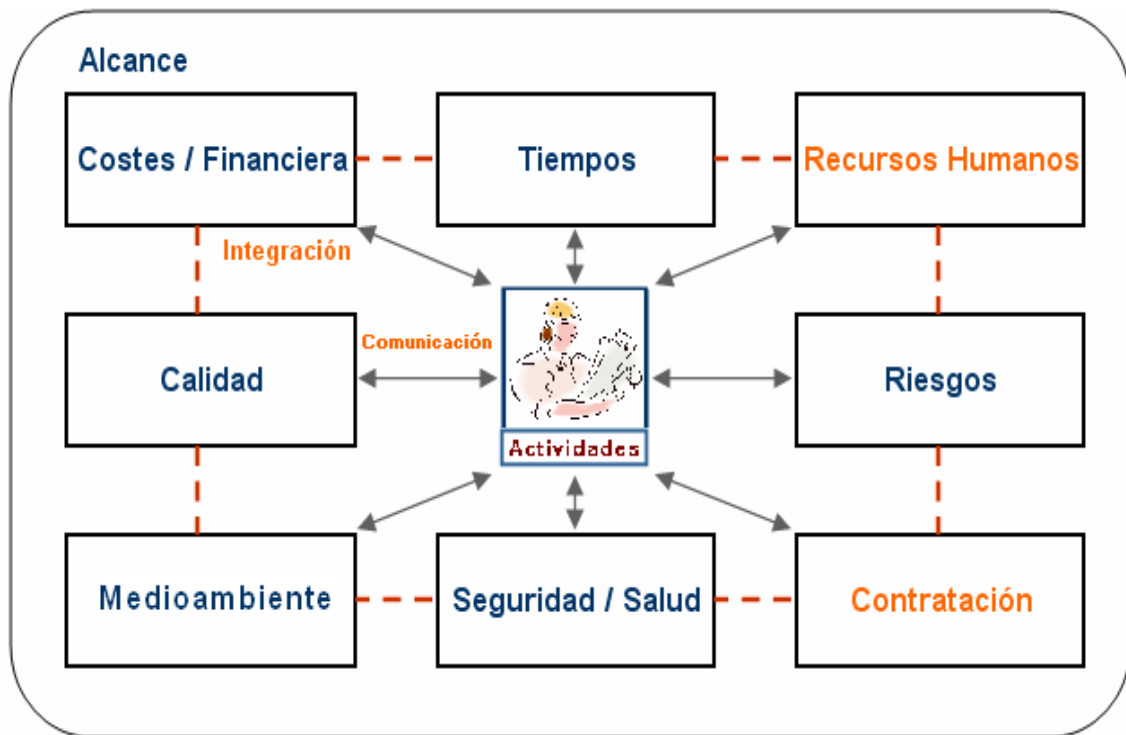 Alcance
Costes / Financiera
Tiempos
Recursos Humanos
Integración
Calidad
Comunicación
Riesgos
Actividades
Medioambiente
Seguridad / Salud
Contratación